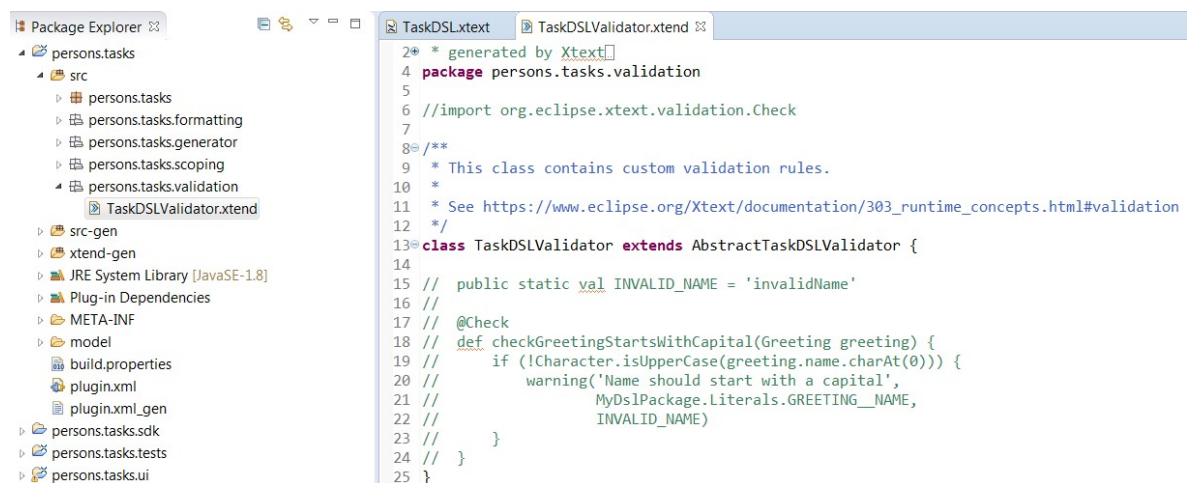 Package Explorer
persons.tasks
src
persons.tasks
persons.tasks.formatting
persons.tasks.generator
persons.tasks.scoping
persons.tasks.validation
TaskDSLValidator.xtend
src-gen
xtend-gen
JRE System Library [JavaSE-1.8]
Plug-in Dependencies
META-INF
model
build.properties
plugin.xml
plugin.xml_gen
persons.tasks.sdk
persons.tasks.tests
persons.tasks.ui
TaskDSL.xtext
TaskDSLValidator.xtend
2 * generated by Xtext
4 package persons.tasks.validation
5
6 //import org.eclipse.xtext.validation.Check
7
8 /**
9 * This class contains custom validation rules.
10 *
11 * See https://www.eclipse.org/Xtext/documentation/303_runtime_concepts.html#validation
12 */
13 class TaskDSLValidator extends AbstractTaskDSLValidator {
14
15 // public static val INVALID_NAME = 'invalidName'
16 //
17 // @Check
18 // def checkGreetingStartsWithCapital(Greeting greeting) {
19 // if (!Character.isUpperCase(greeting.name.charAt(0))) {
20 // warning('Name should start with a capital',
21 // MyDslPackage.Literals.GREETING__NAME,
22 // INVALID_NAME)
23 // }
24 // }
25 }